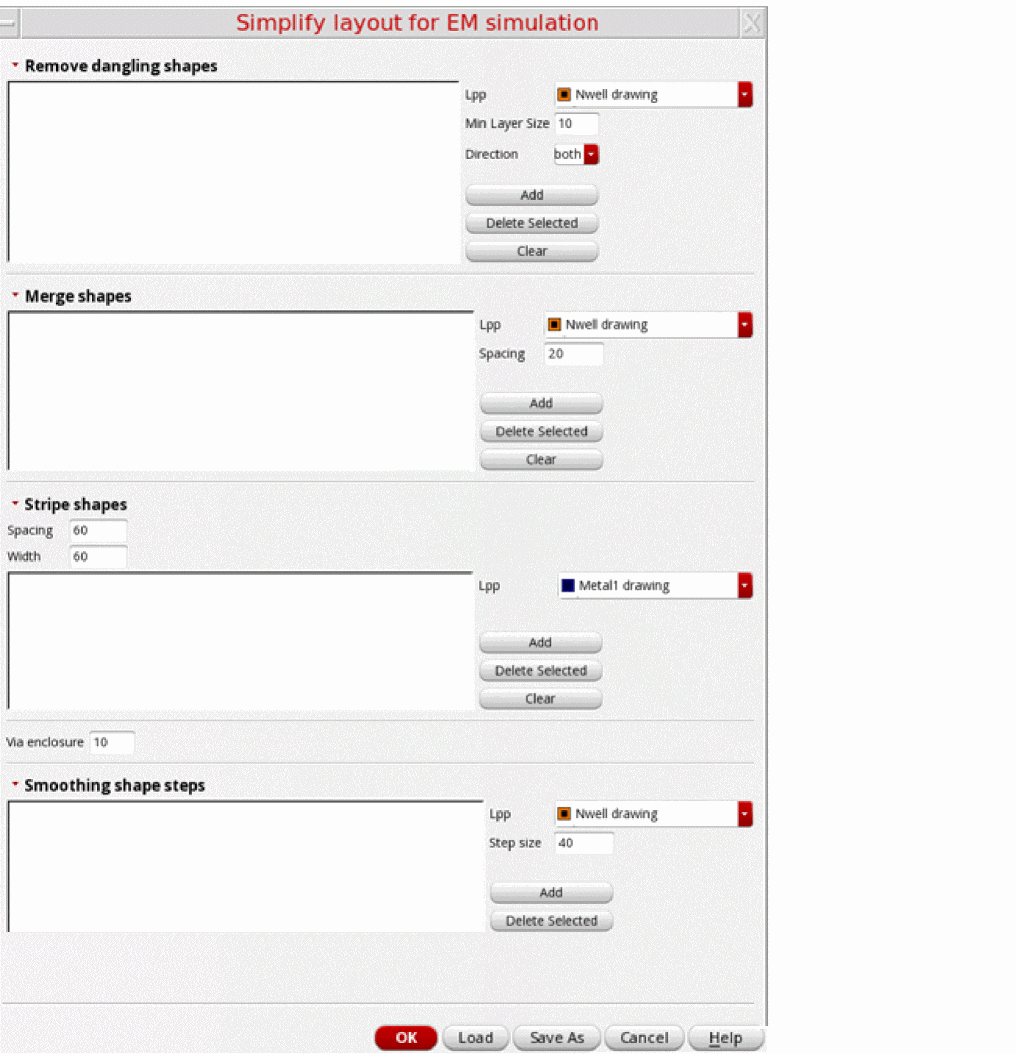 Simplify layout for EM simulation
Remove dangling shapes
Lpp Nwell drawing
Min Layer Size 10
Direction both
Add
Delete Selected
Clear
Merge shapes
Lpp Nwell drawing
Spacing 20
Add
Delete Selected
Clear
Stripe shapes
Spacing 60
Width 60
Lpp Metal1 drawing
Add
Delete Selected
Clear
Via enclosure 10
Smoothing shape steps
Lpp Nwell drawing
Step size 40
Add
Delete Selected
OK Load Save As Cancel Help